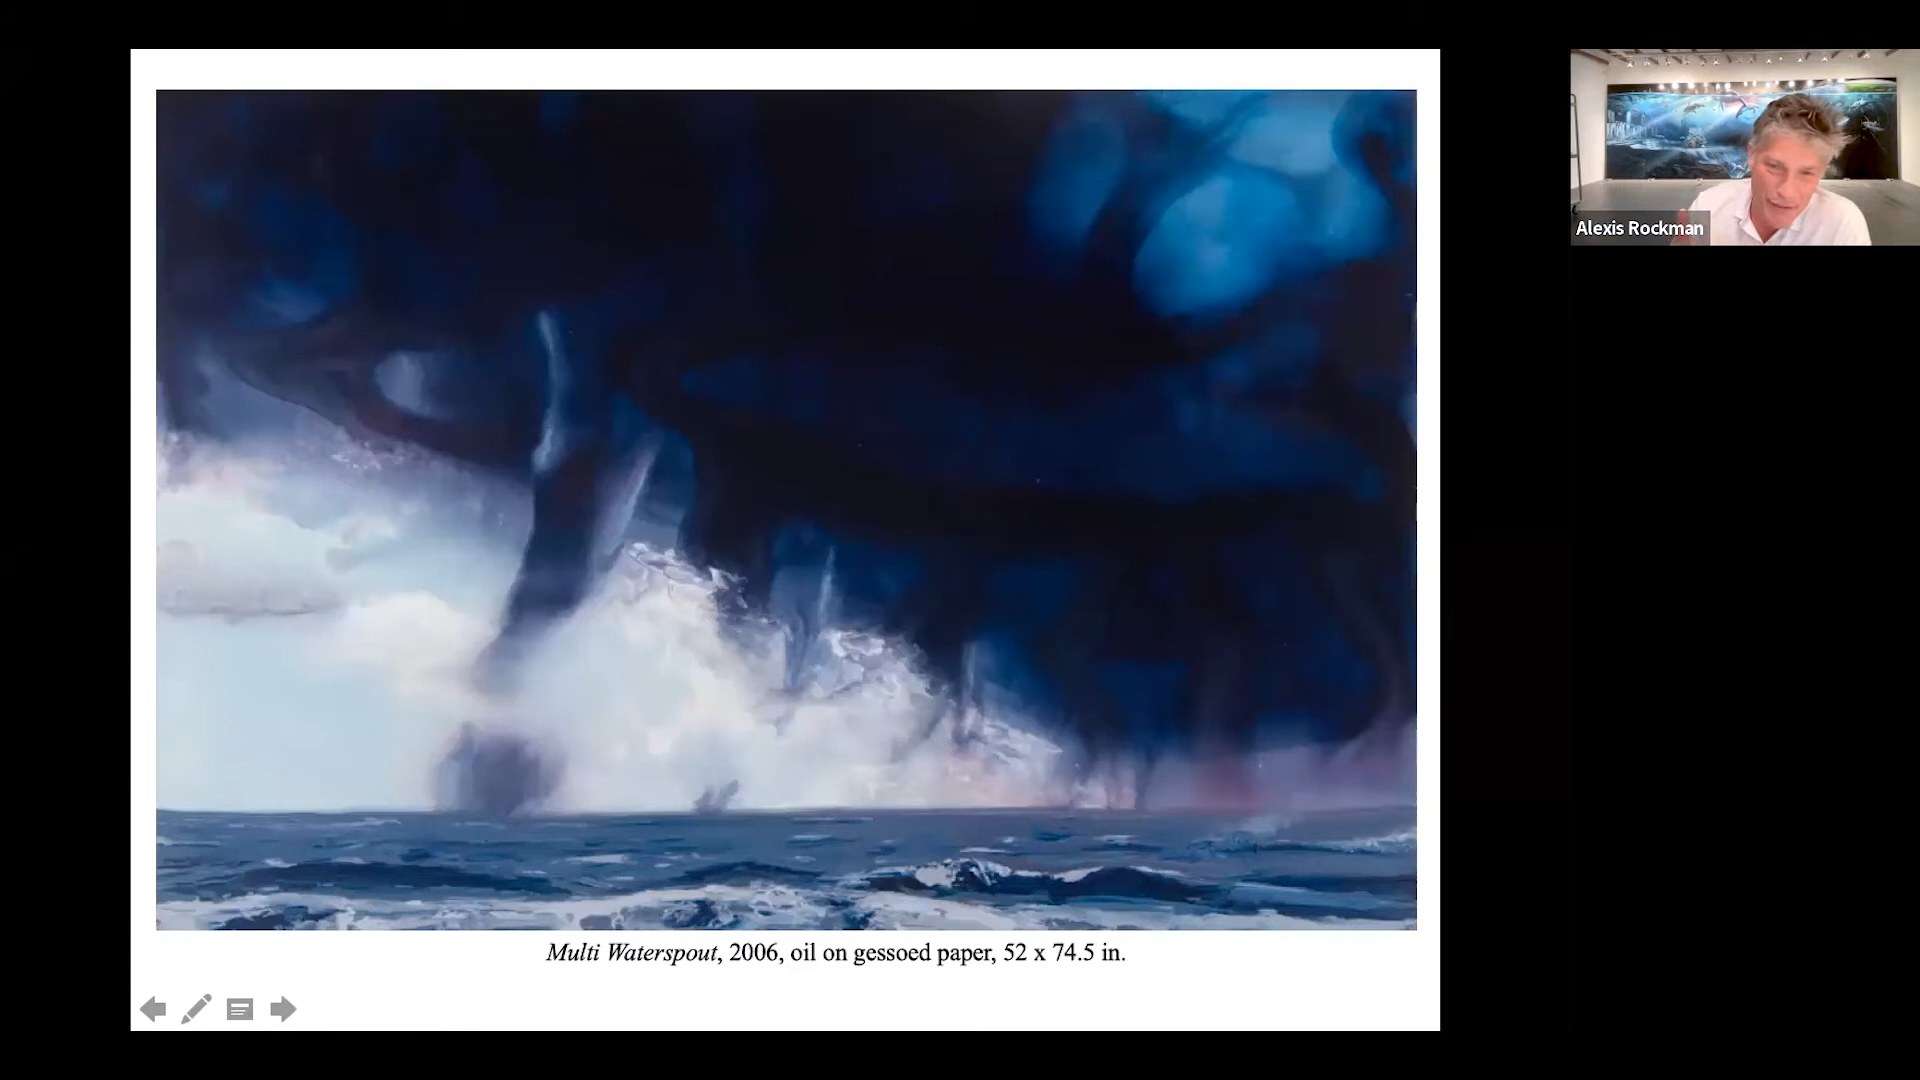 Alexis Rockman
Multi Waterspout, 2006, oil on gessoed paper, 52 x 74.5 in.